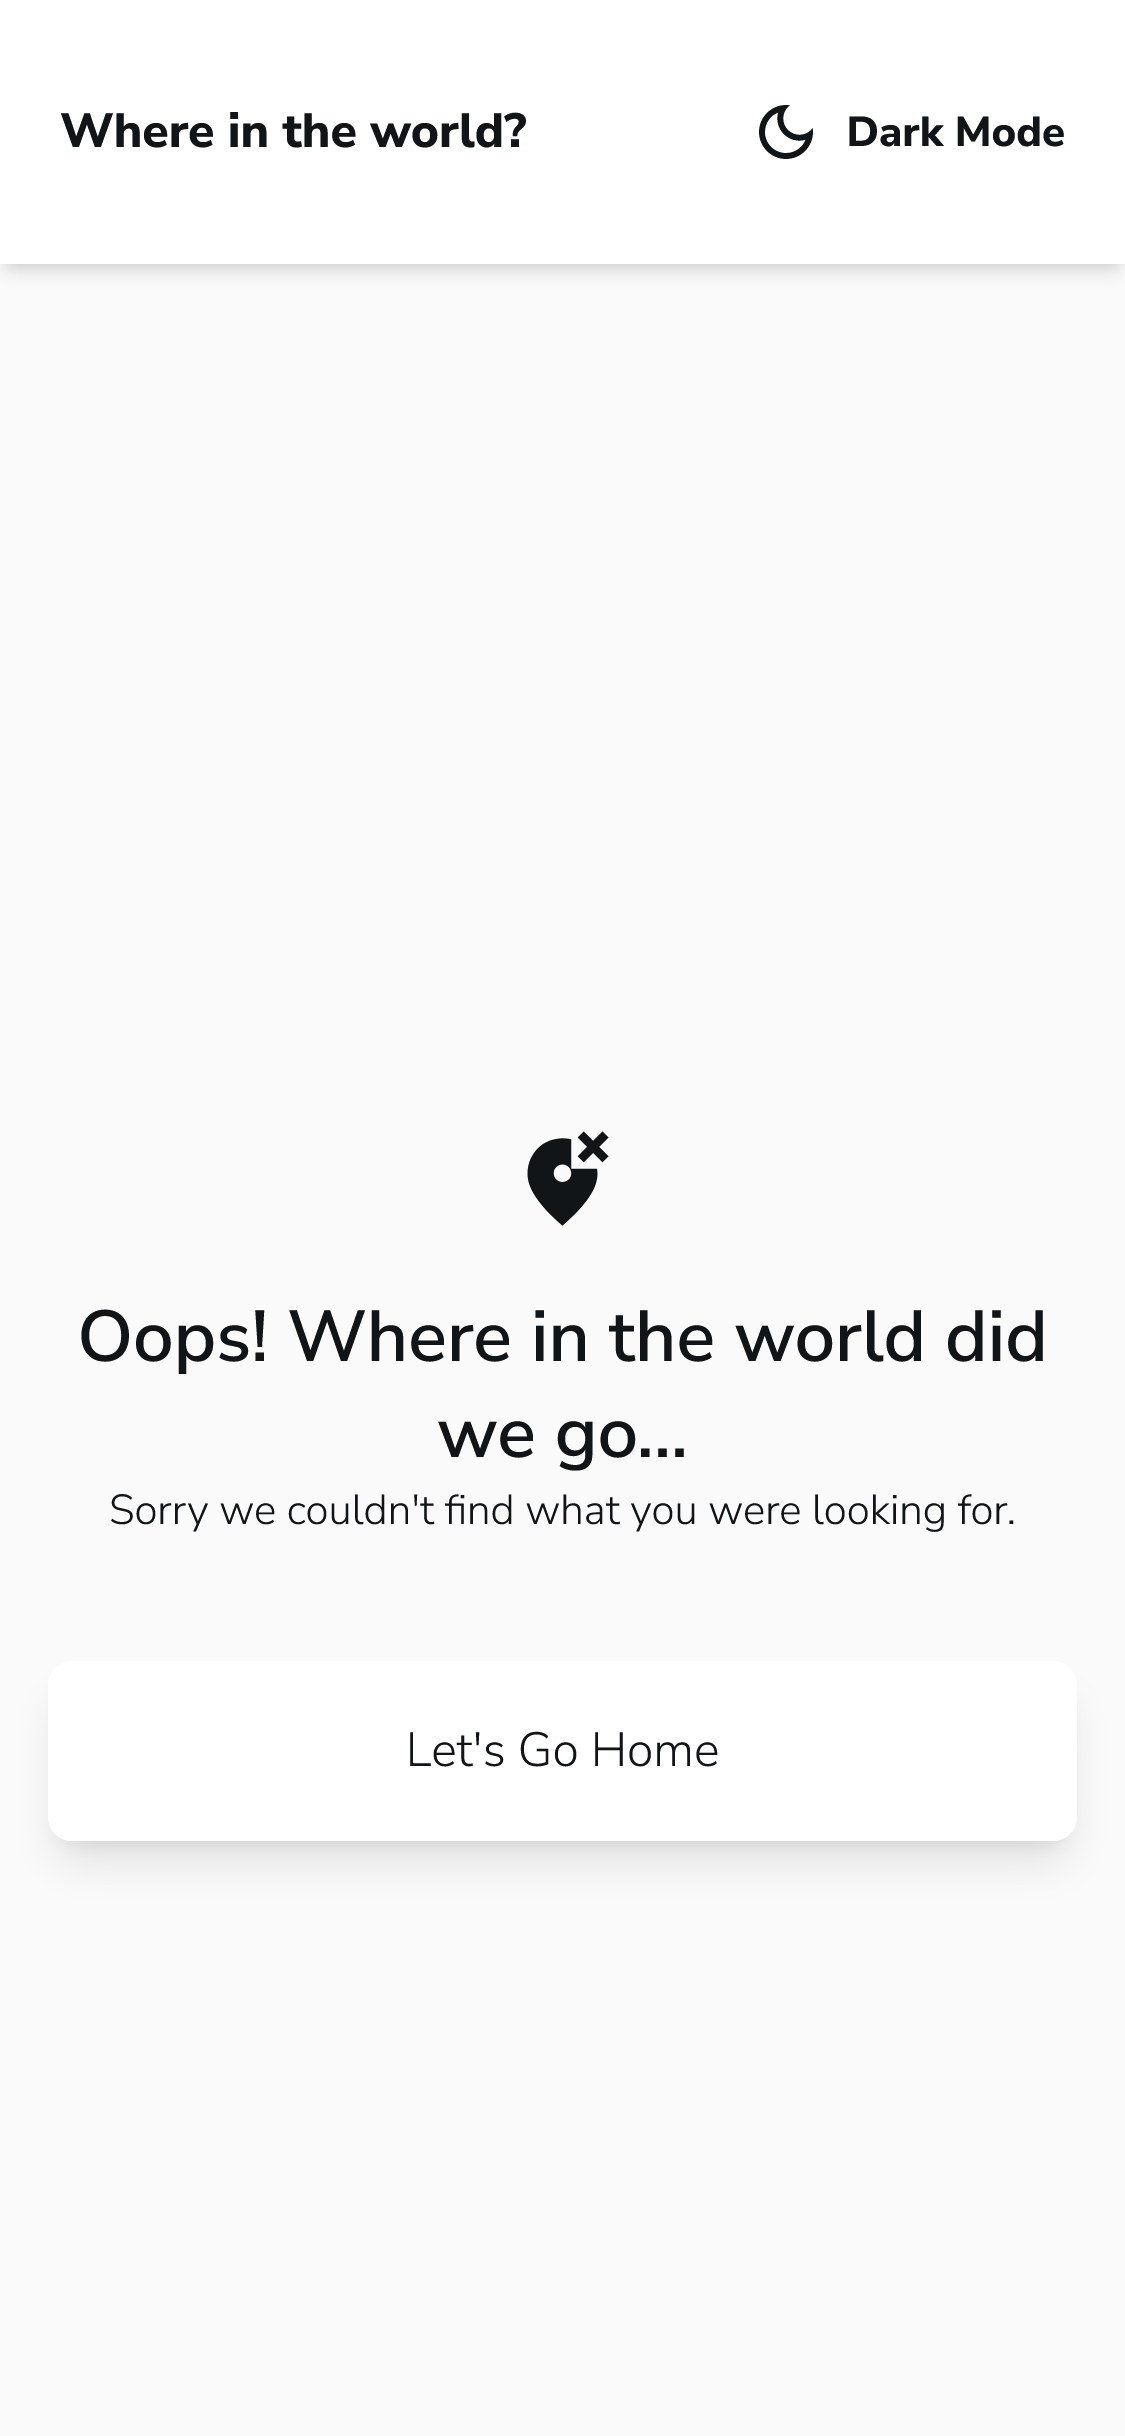 Where in the world?
Dark Mode
Oops! Where in the world did
we go...
Sorry we couldn't find what you were looking for.
Let's Go Home